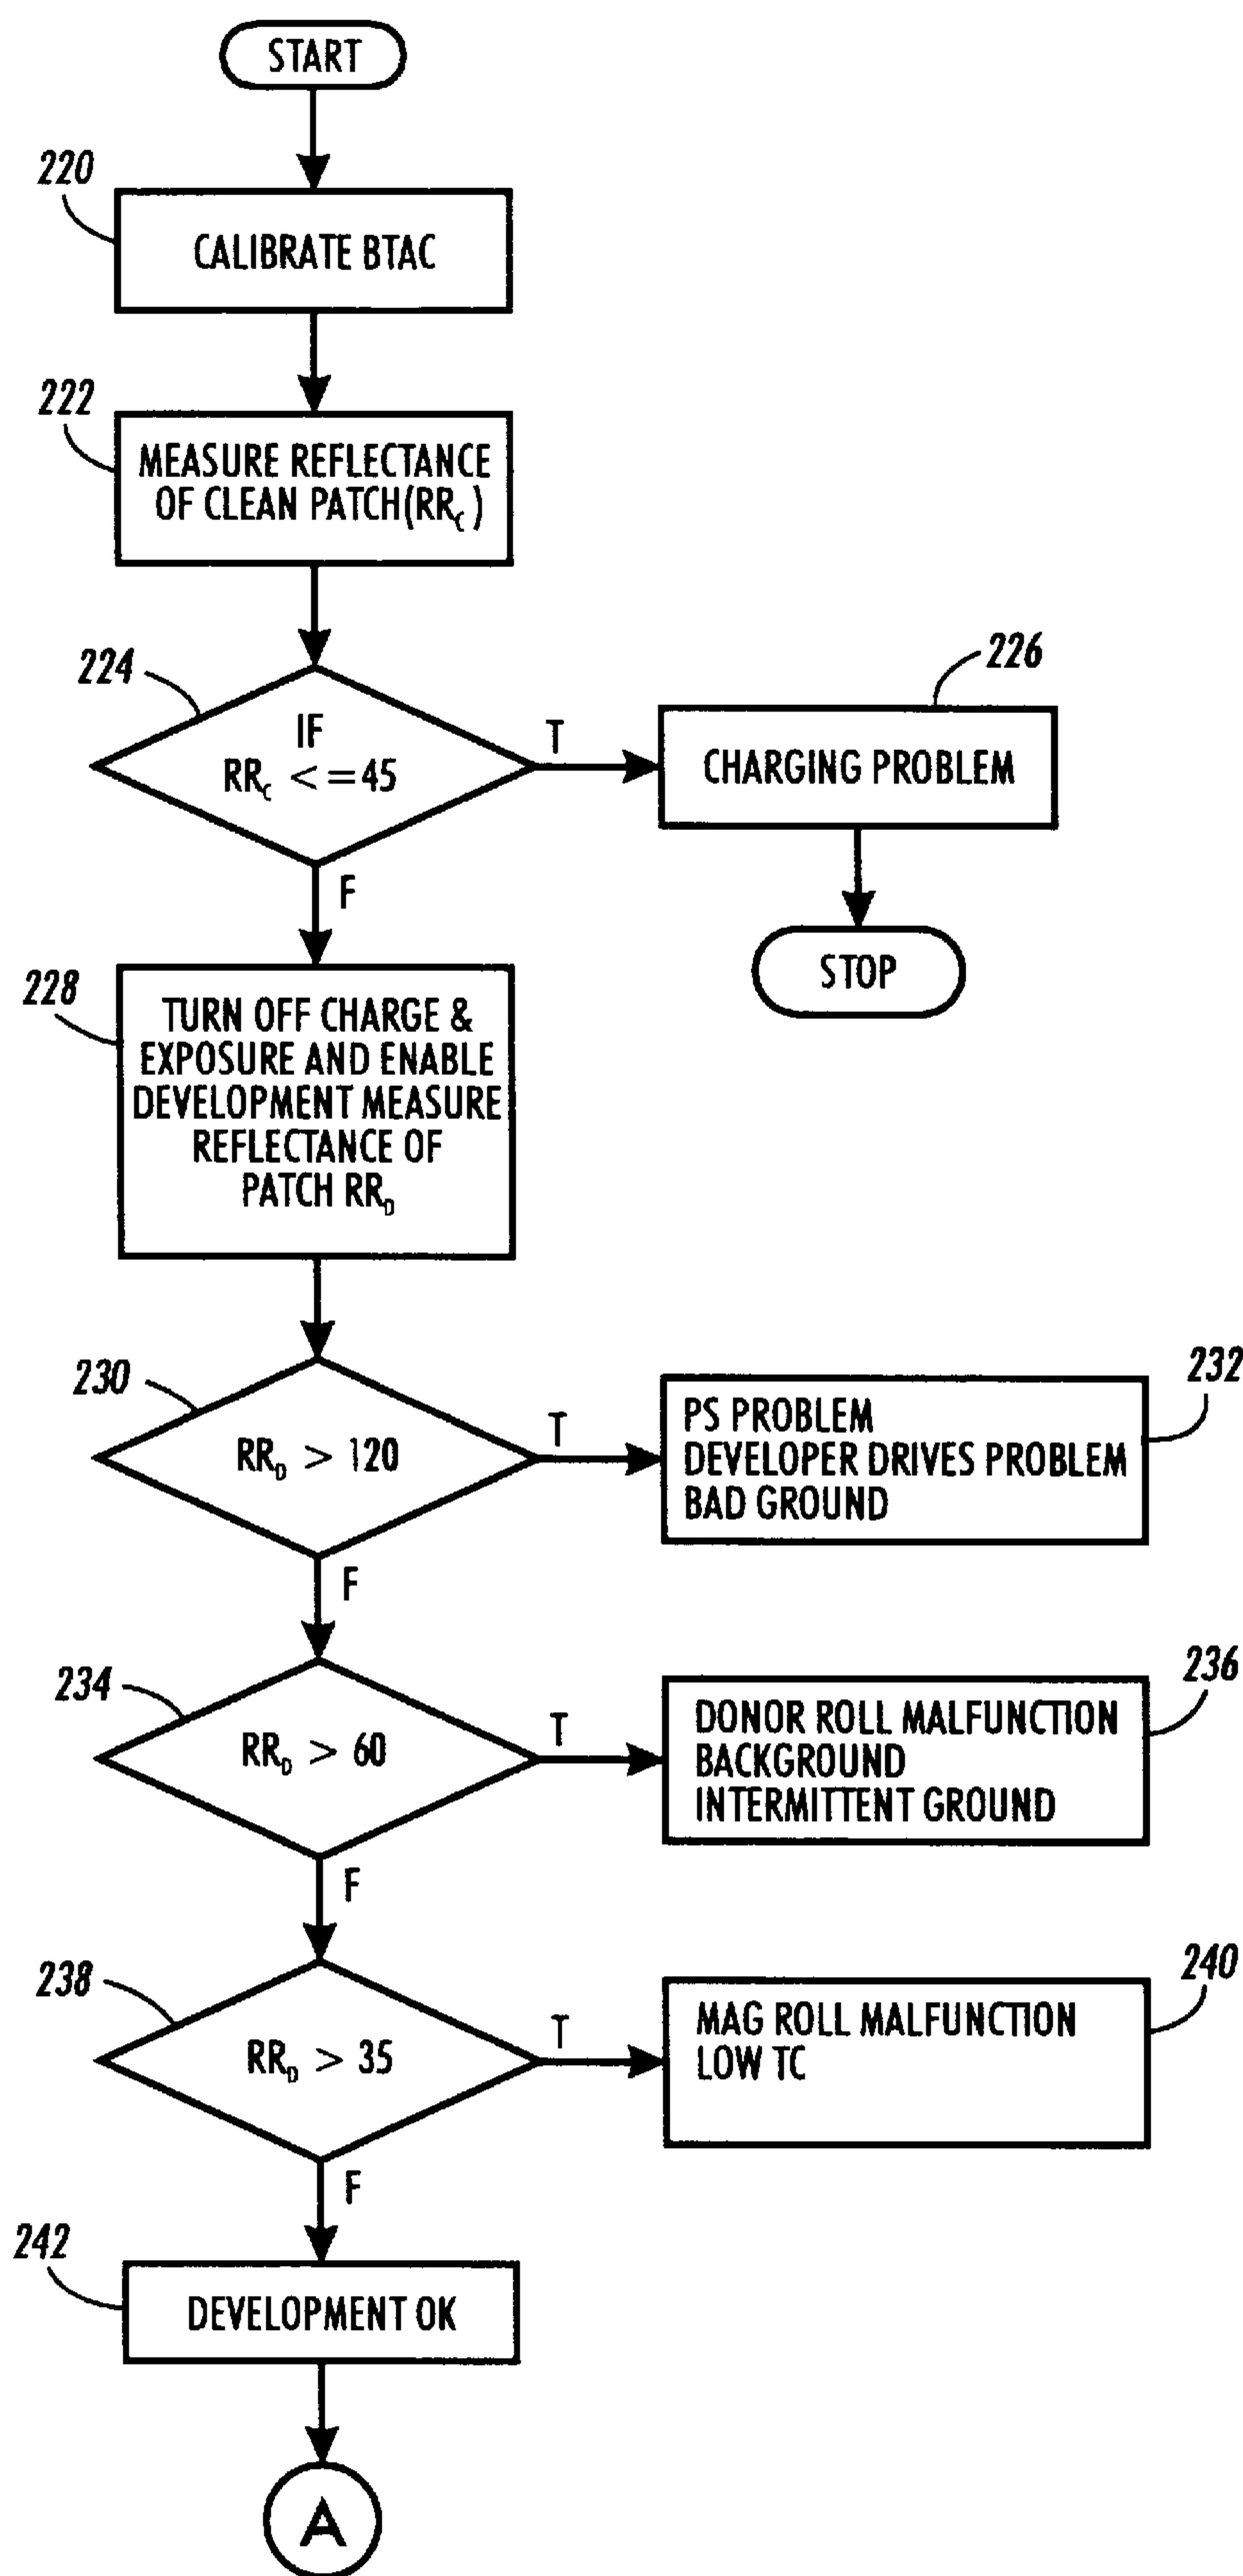 START
220
CALIBRATE BTAC
222
MEASURE REFLECTANCE
OF CLEAN PATCH(RRC)
224
IF
RRC <=45
T
226
CHARGING PROBLEM
F
STOP
228
TURN OFF CHARGE &
EXPOSURE AND ENABLE
DEVELOPMENT MEASURE
REFLECTANCE OF
PATCH RRD
230
RRD > 120
T
232
PS PROBLEM
DEVELOPER DRIVES PROBLEM
BAD GROUND
F
234
RRD > 60
T
236
DONOR ROLL MALFUNCTION
BACKGROUND
INTERMITTENT GROUND
F
238
RRD > 35
T
240
MAG ROLL MALFUNCTION
LOW TC
F
242
DEVELOPMENT OK
A